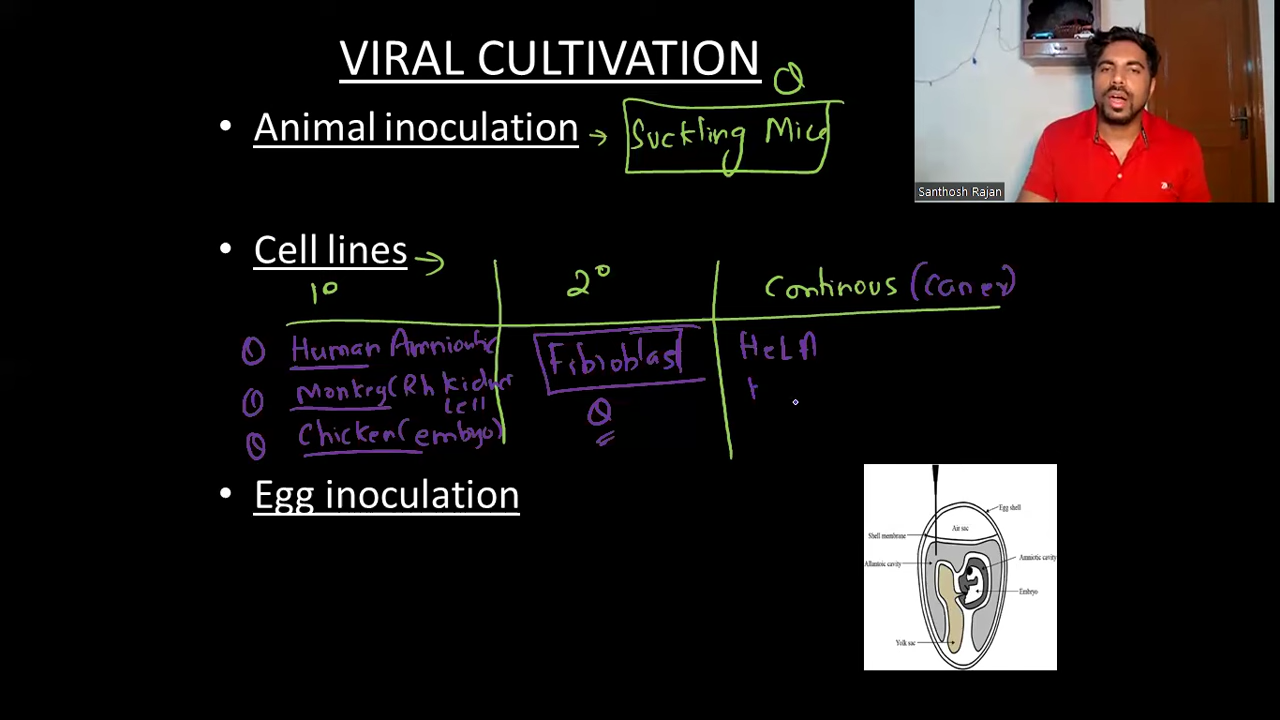 VIRAL CULTIVATION
• Animal inoculation → Suckling Mice
Santhosh Rajan
• Cell lines →
1° 2° Continous (Cancer)
Human Amniotic Fibroblast HeLA
Monkey (Rh kidney
cell
Chicken (embyo)
• Egg inoculation
Egg shell
Air sac
Shell membrane
Allantoic cavity
Amniotic cavity
Embryo
Yolk sac